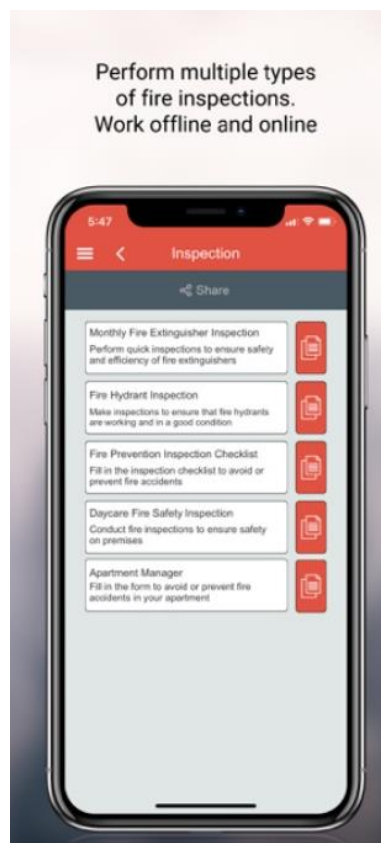 Perform multiple types
of fire inspections.
Work offline and online
5:47
Inspection
Share
Monthly Fire Extinguisher Inspection
Perform quick inspections to ensure safety
and efficiency of fire extinguishers
Fire Hydrant Inspection
Make inspections to ensure that fire hydrants
are working and in a good condition
Fire Prevention Inspection Checklist
Fill in the inspection checklist to avoid or
prevent fire accidents
Daycare Fire Safety Inspection
Conduct fire inspections to ensure safety
on premises
Apartment Manager
Fill in the form to avoid or prevent fire
accidents in your apartment